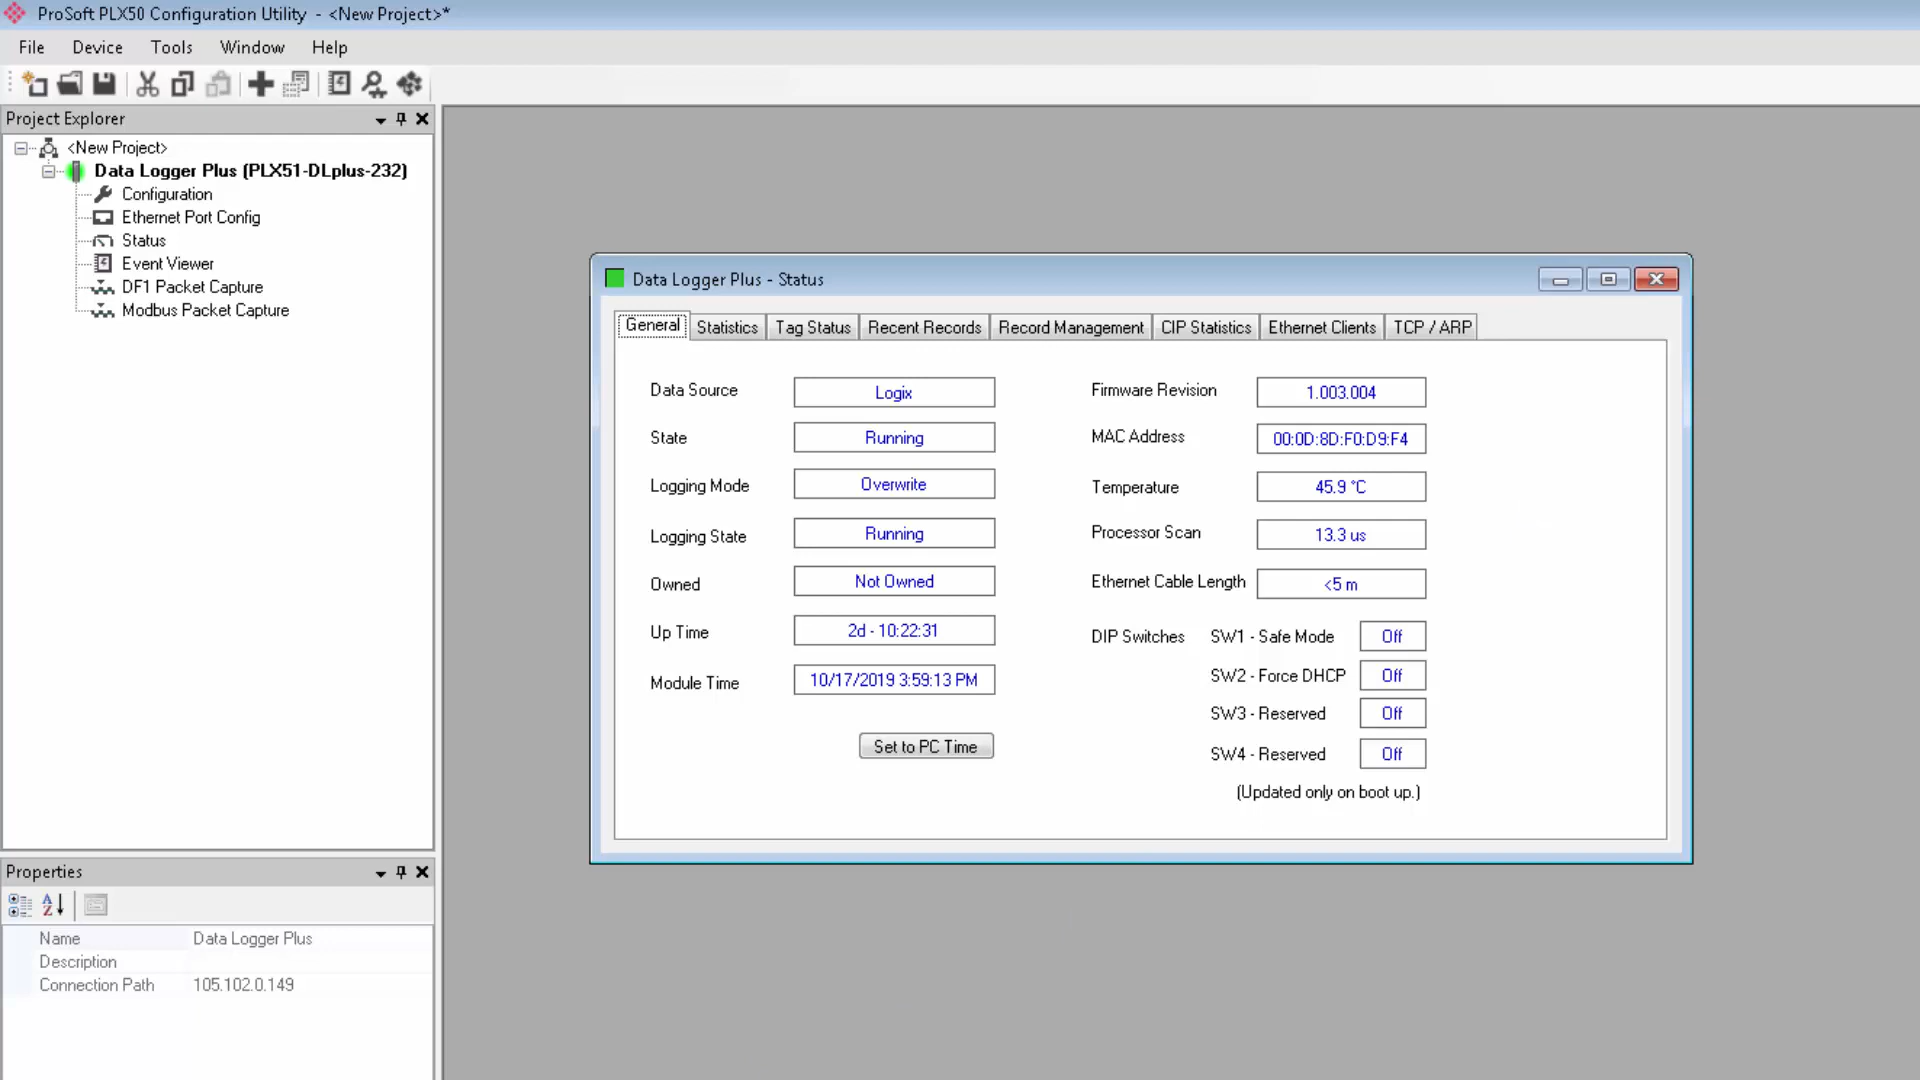 ProSoft PLX50 Configuration Utility - <New Project>*
File Device Tools Window Help
Project Explorer
<New Project>
Data Logger Plus (PLX51-DLplus-232)
Configuration
Ethernet Port Config
Status
Event Viewer
DF1 Packet Capture
Modbus Packet Capture
Data Logger Plus - Status
General Statistics Tag Status Recent Records Record Management CIP Statistics Ethernet Clients TCP / ARP
Data Source Logix Firmware Revision 1.003.004
State Running MAC Address 00:0D:8D:F0:D9:F4
Logging Mode Overwrite Temperature 45.9 °C
Logging State Running Processor Scan 13.3 us
Owned Not Owned Ethernet Cable Length <5 m
Up Time 2d - 10:22:31 DIP Switches SW1 - Safe Mode Off
SW2 - Force DHCP Off
Module Time 10/17/2019 3:59:13 PM
SW3 - Reserved Off
Set to PC Time SW4 - Reserved Off
(Updated only on boot up.)
Properties
Name Data Logger Plus
Description
Connection Path 105.102.0.149